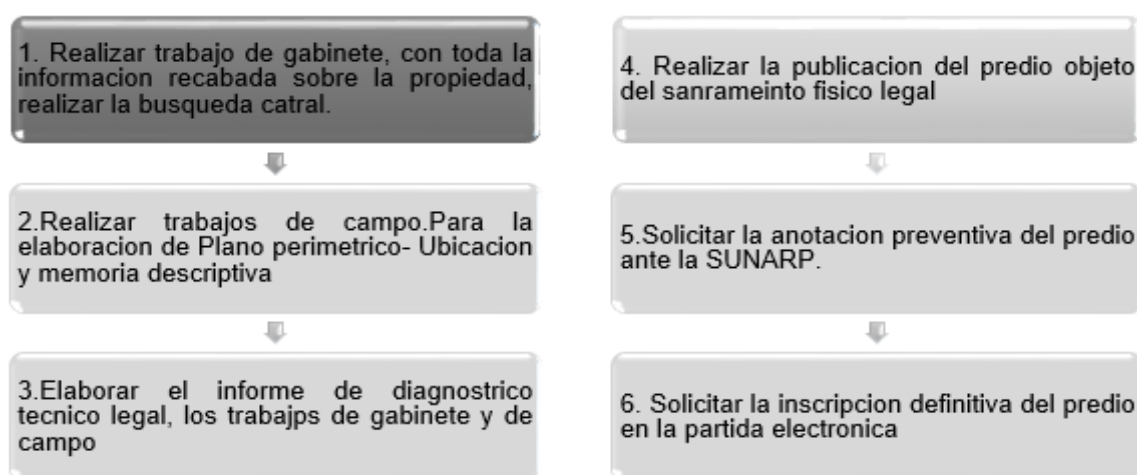 1. Realizar trabajo de gabinete, con toda la
informacion recabada sobre la propiedad,
realizar la busqueda catral.
2.Realizar trabajos de campo.Para la
elaboracion de Plano perimetrico- Ubicacion
y memoria descriptiva
3.Elaborar el informe de diagnostrico
tecnico legal, los trabajps de gabinete y de
campo
4. Realizar la publicacion del predio objeto
del sanrameinto fisico legal
5.Solicitar la anotacion preventiva del predio
ante la SUNARP.
6. Solicitar la inscripcion definitiva del predio
en la partida electronica